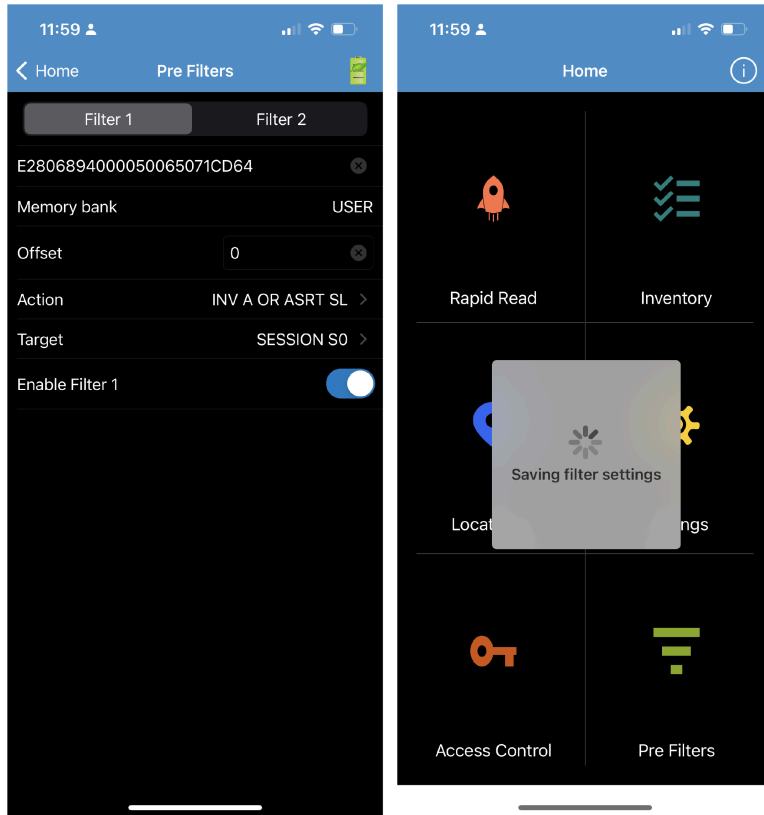 11:59
Home
Pre Filters
Filter 1
Filter 2
E2806894000050065071CD64
Memory bank
USER
Offset
0
Action
INV A OR ASRT SL
Target
SESSION S0
Enable Filter 1
11:59
Home
Rapid Read
Inventory
Saving filter settings
Locat
ngs
Access Control
Pre Filters